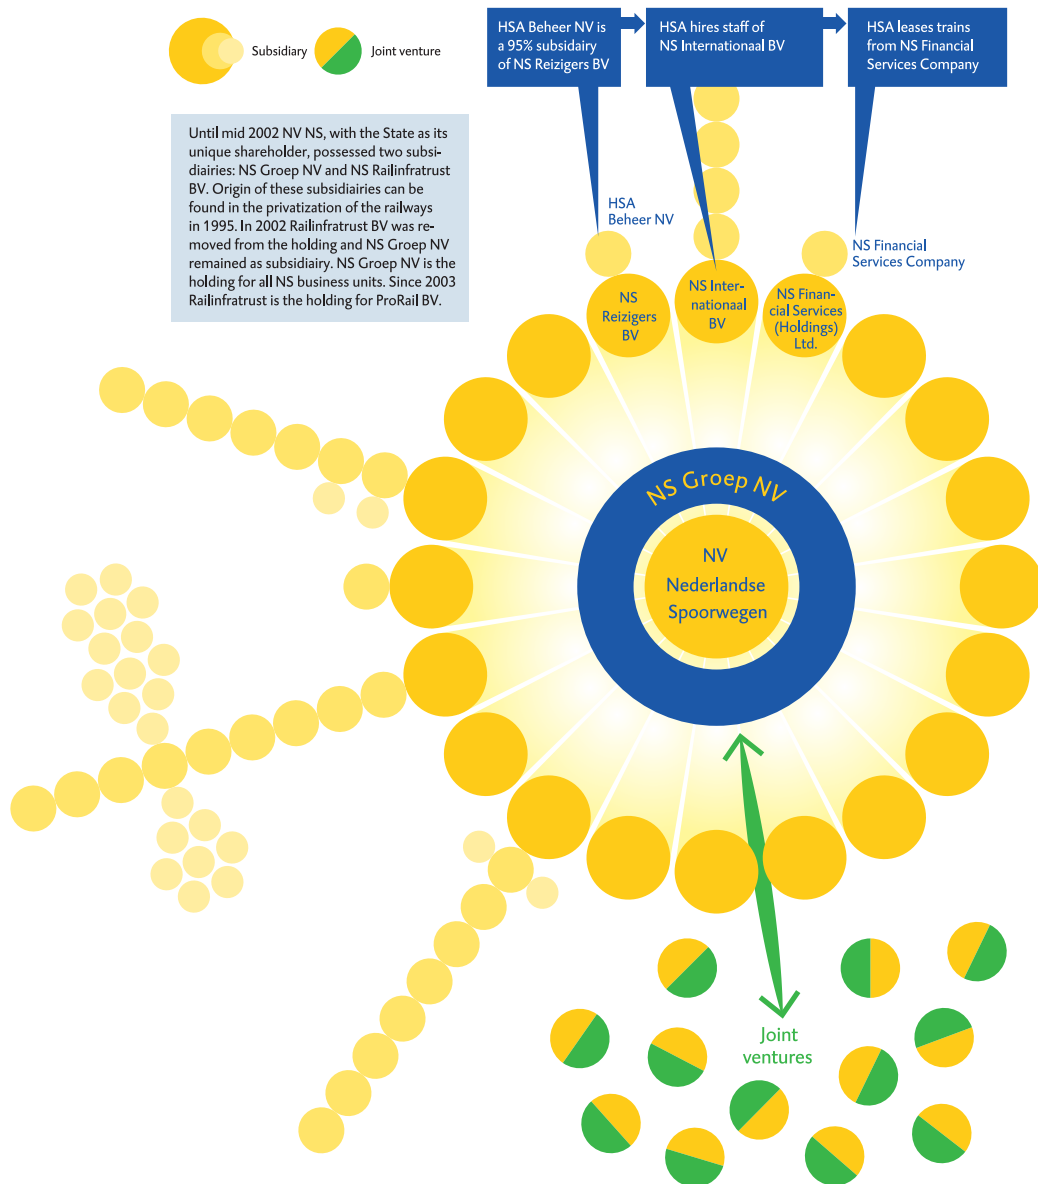 HSA Beheer NV is
a 95% subdairy
of NS Reizigers BV
HSA hires staff of
NS Internationaal BV
HSA leases trains
from NS Financial
Services Company
Subsidiary
Joint venture
Until mid 2002 NV NS, with the State as its
unique shareholder, possessed two subsi-
diairies: NS Groep NV and NS Railinfratrust
BV. Origin of these subsidiairies can be
found in the privatization of the railways
in 1995. In 2002 Railinfratrust BV was re-
moved from the holding and NS Groep NV
remained as subsidiairy. NS Groep NV is the
holding for all NS business units. Since 2003
Railinfratrust is the holding for ProRail BV.
HSA
Beheer NV
NS Financial
Services Company
NS
Reizigers
BV
NS Inter-
nationaal
BV
NS Finan-
cial Services
(Holdings)
Ltd.
NS Groep NV
NV
Nederlandse
Spoorwegen
Joint
ventures